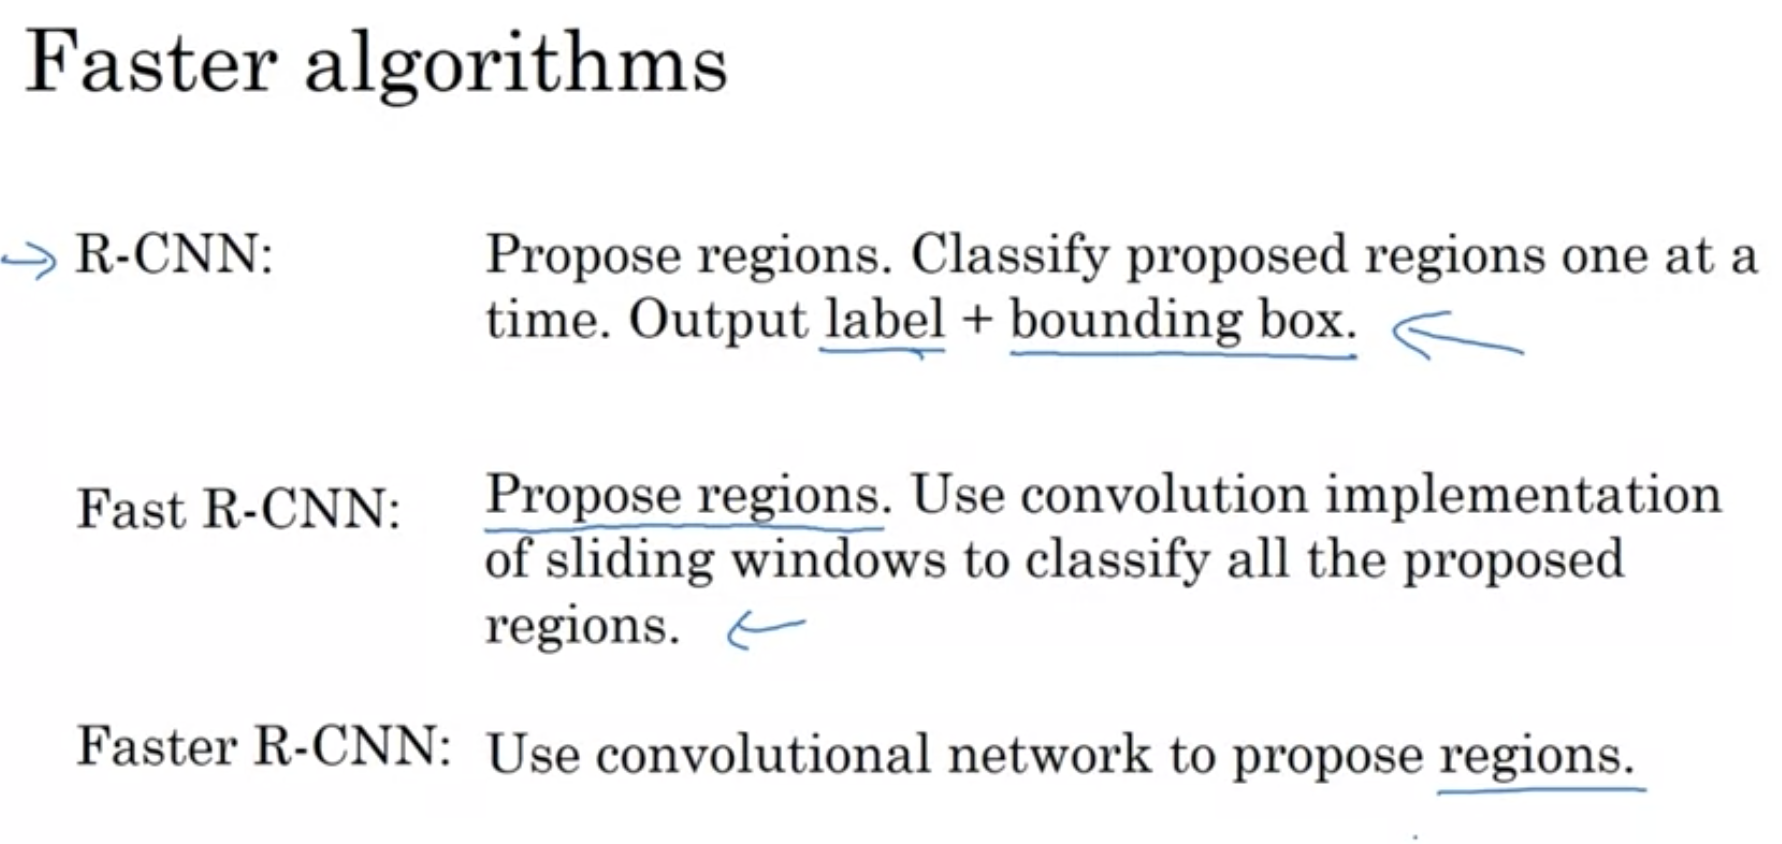 Faster algorithms
R-CNN: Propose regions. Classify proposed regions one at a
time. Output label + bounding box.
Fast R-CNN: Propose regions. Use convolution implementation
of sliding windows to classify all the proposed
regions.
Faster R-CNN: Use convolutional network to propose regions.